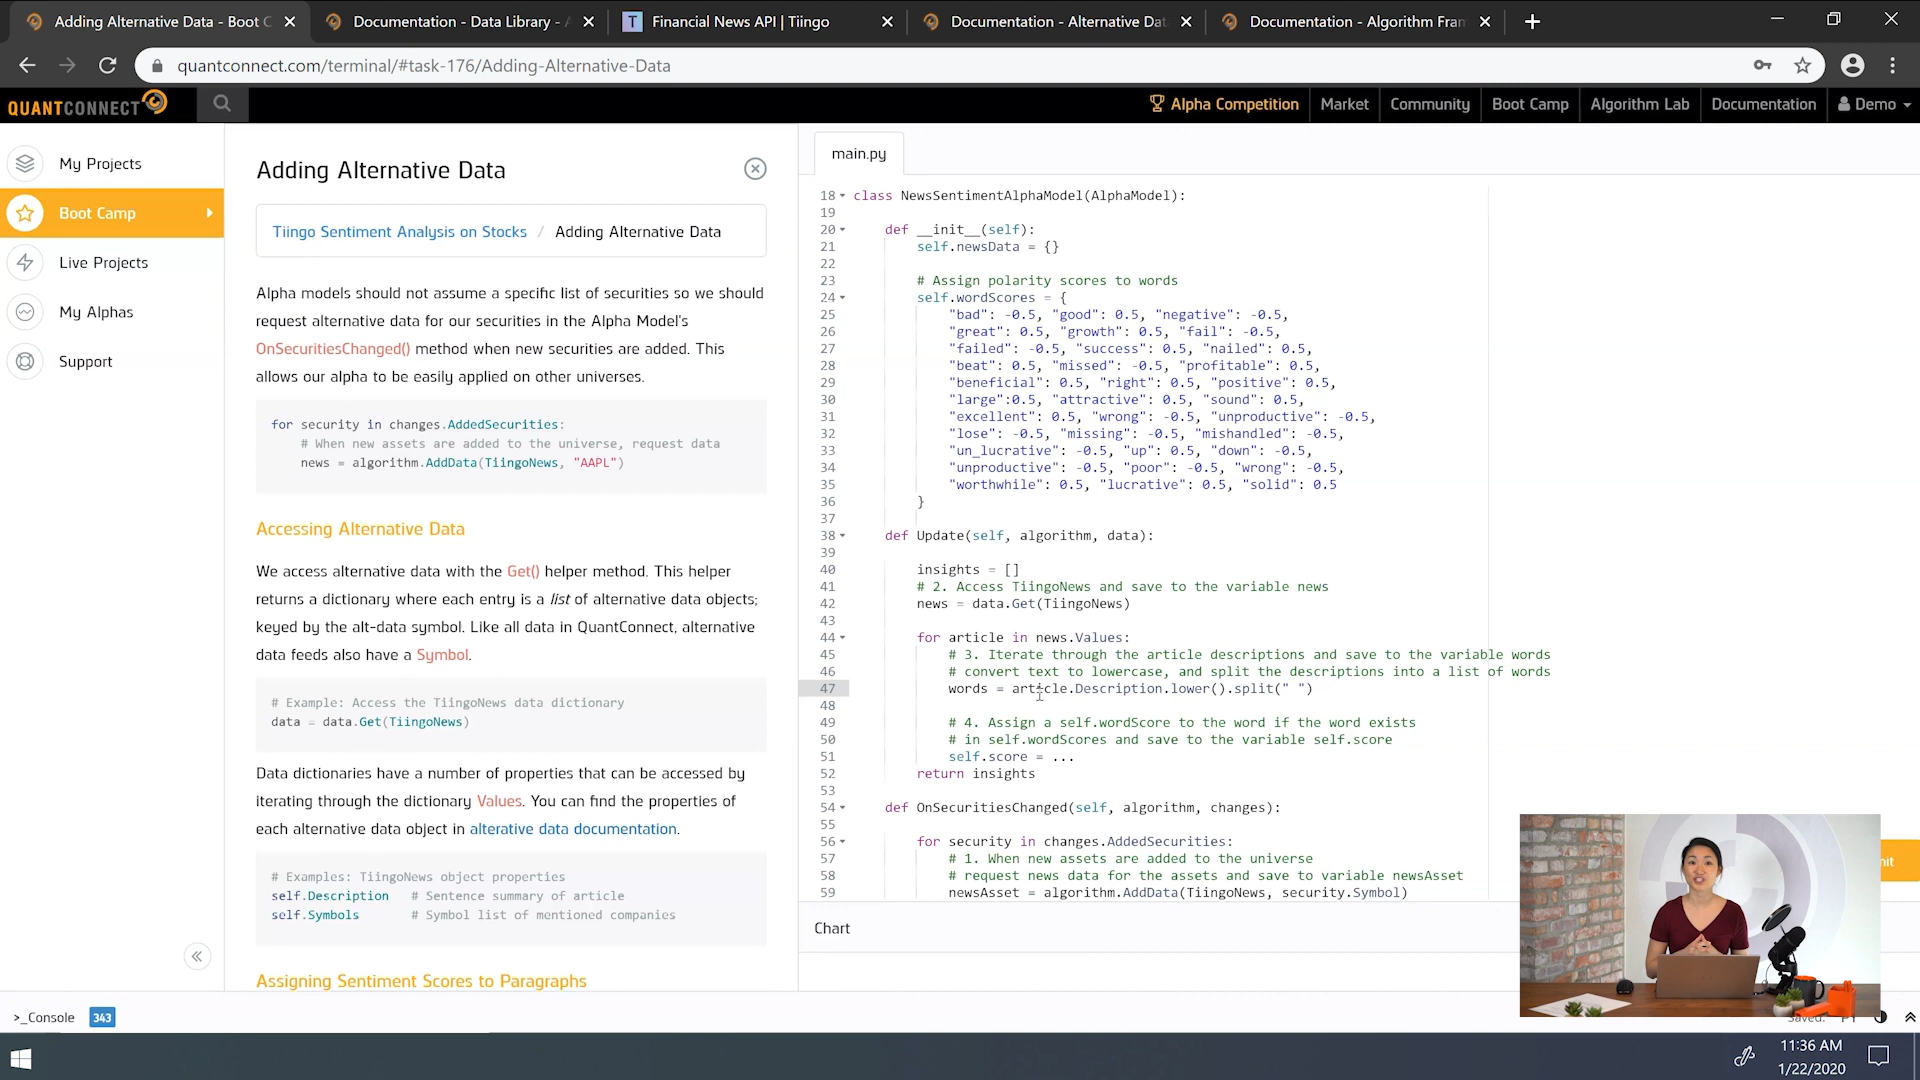 Adding Alternative Data - Boot C
Documentation - Data Library - A
Financial News API | Tiingo
Documentation - Alternative Dat
Documentation - Algorithm Fram
quantconnect.com/terminal/#task-176/Adding-Alternative-Data
QUANTCONNECT
Alpha Competition
Market
Community
Boot Camp
Algorithm Lab
Documentation
Demo
My Projects
Boot Camp
Live Projects
My Alphas
Support
Adding Alternative Data
Tiingo Sentiment Analysis on Stocks / Adding Alternative Data
Alpha models should not assume a specific list of securities so we should
request alternative data for our securities in the Alpha Model's
OnSecuritiesChanged() method when new securities are added. This
allows our alpha to be easily applied on other universes.
for security in changes.AddedSecurities:
# When new assets are added to the universe, request data
news = algorithm.AddData(TiingoNews, "AAPL")
Accessing Alternative Data
We access alternative data with the Get() helper method. This helper
returns a dictionary where each entry is a list of alternative data objects;
keyed by the alt-data symbol. Like all data in QuantConnect, alternative
data feeds also have a Symbol.
# Example: Access the TiingoNews data dictionary
data = data.Get(TiingoNews)
Data dictionaries have a number of properties that can be accessed by
iterating through the dictionary Values. You can find the properties of
each alternative data object in alterative data documentation.
# Examples: TiingoNews object properties
self.Description # Sentence summary of article
self.Symbols # Symbol list of mentioned companies
Assigning Sentiment Scores to Paragraphs
main.py
18 class NewsSentimentAlphaModel(AlphaModel):
19
20 def __init__(self):
21 self.newsData = {}
22
23 # Assign polarity scores to words
24 self.wordScores = {
25 "bad": -0.5, "good": 0.5, "negative": -0.5,
26 "great": 0.5, "growth": 0.5, "fail": -0.5,
27 "failed": -0.5, "success": 0.5, "nailed": 0.5,
28 "beat": 0.5, "missed": -0.5, "profitable": 0.5,
29 "beneficial": 0.5, "right": 0.5, "positive": 0.5,
30 "large":0.5, "attractive": 0.5, "sound": 0.5,
31 "excellent": 0.5, "wrong": -0.5, "unproductive": -0.5,
32 "lose": -0.5, "missing": -0.5, "mishandled": -0.5,
33 "un_lucrative": -0.5, "up": 0.5, "down": -0.5,
34 "unproductive": -0.5, "poor": -0.5, "wrong": -0.5,
35 "worthwhile": 0.5, "lucrative": 0.5, "solid": 0.5
36 }
37
38 def Update(self, algorithm, data):
39
40 insights = []
41 # 2. Access TiingoNews and save to the variable news
42 news = data.Get(TiingoNews)
43
44 for article in news.Values:
45 # 3. Iterate through the article descriptions and save to the variable words
46 # convert text to lowercase, and split the descriptions into a list of words
47 words = article.Description.lower().split(" ")
48
49 # 4. Assign a self.wordScore to the word if the word exists
50 # in self.wordScores and save to the variable self.score
51 self.score = ...
52 return insights
53
54 def OnSecuritiesChanged(self, algorithm, changes):
55
56 for security in changes.AddedSecurities:
57 # 1. When new assets are added to the universe
58 # request news data for the assets and save to variable newsAsset
59 newsAsset = algorithm.AddData(TiingoNews, security.Symbol)
Chart
>_Console 343
11:36 AM
1/22/2020